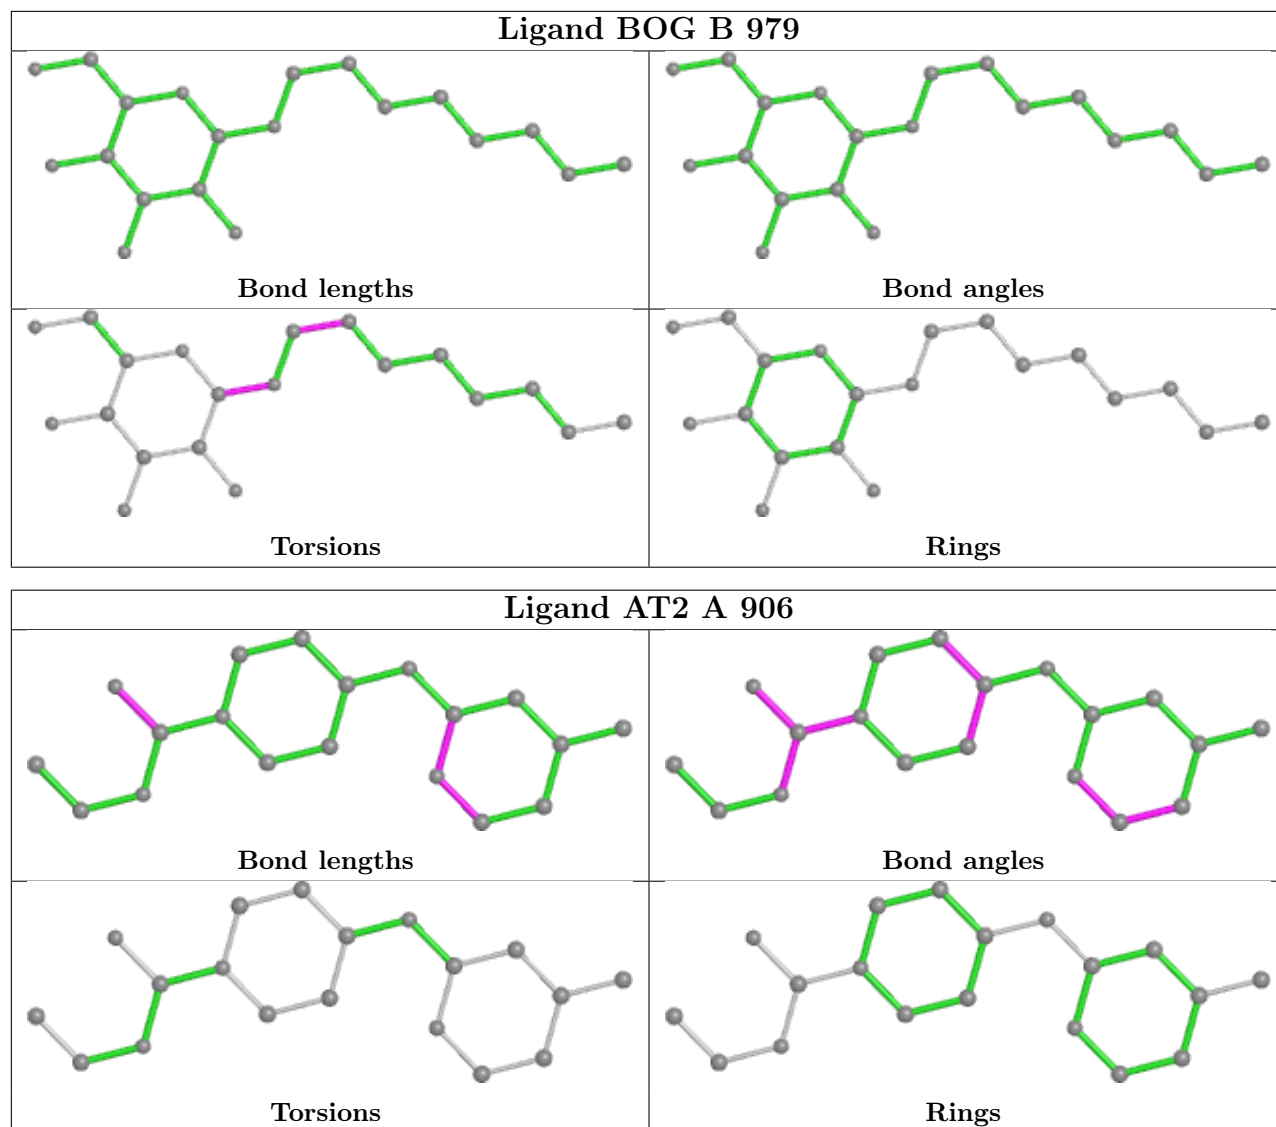 Ligand BOG B 979
Bond lengths
Bond angles
Torsions
Rings
Ligand AT2 A 906
Bond lengths
Bond angles
Torsions
Rings